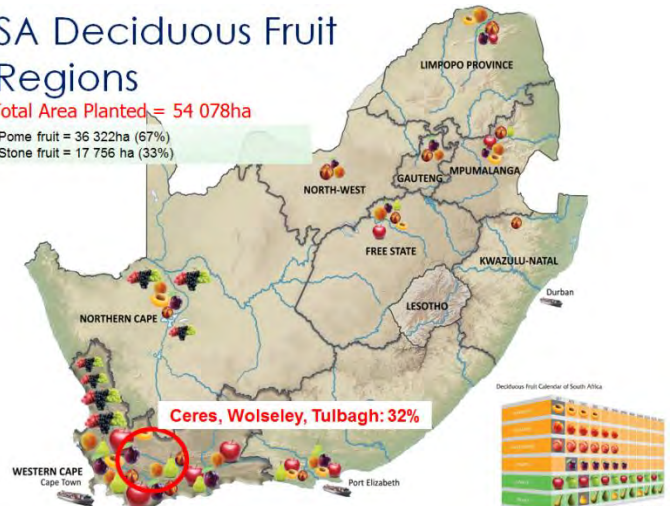 SA Deciduous Fruit
Regions
Total Area Planted = 54 078ha
Pome fruit = 36 322ha (67%)
Stone fruit = 17 756 ha (33%)
LIMPOPO PROVINCE
NORTH-WEST
GAUTENG
MPUMALANGA
FREE STATE
KWAZULU-NATAL
LESOTHO
Durban
NORTHERN CAPE
Deciduous Fruit Calendar of South Africa
Ceres, Wolseley, Tulbagh: 32%
WESTERN CAPE
Cape Town
Port Elizabeth